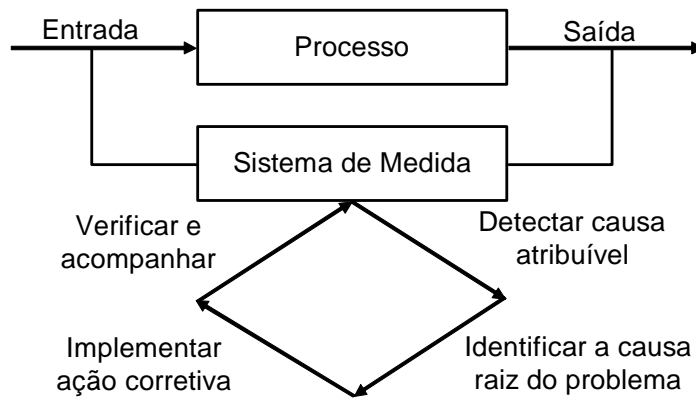 Entrada
Processo
Saída
Sistema de Medida
Verificar e
acompanhar
Detectar causa
atribuível
Implementar
ação corretiva
Identificar a causa
raiz do problema